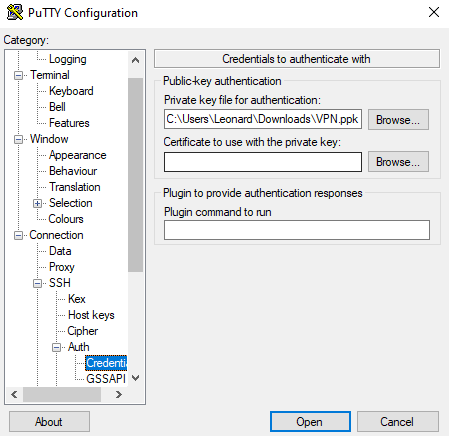 PuTTY Configuration
Category:
Logging
Terminal
Keyboard
Bell
Features
Window
Appearance
Behaviour
Translation
Selection
Colours
Connection
Data
Proxy
SSH
Kex
Host keys
Cipher
Auth
Credentia
GSSAPI
Credentials to authenticate with
Public-key authentication
Private key file for authentication:
C:\Users\Leonard\Downloads\VPN.ppk
Browse...
Certificate to use with the private key:
Browse...
Plugin to provide authentication responses
Plugin command to run
About
Open
Cancel